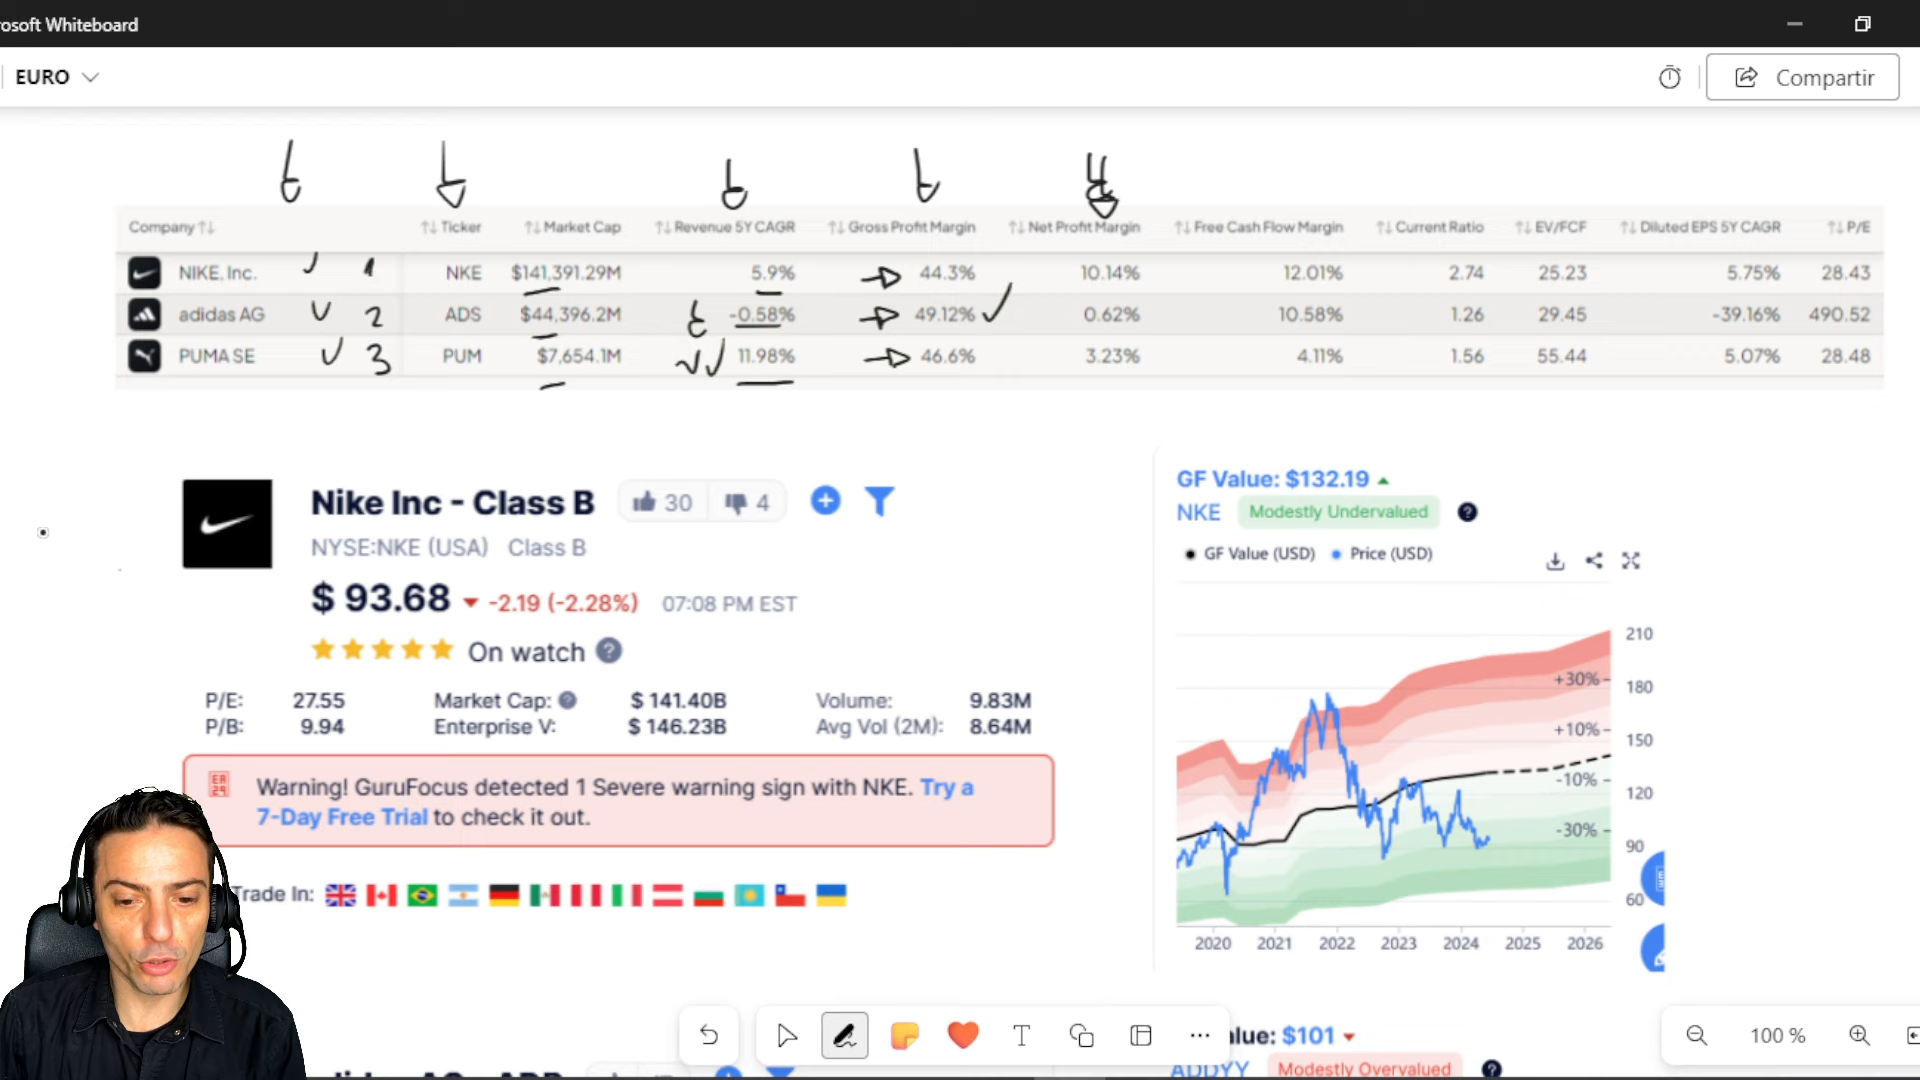 rosoft Whiteboard
EURO
Compartir
Company Ticker Market Cap Revenue 5Y CAGR Gross Profit Margin Net Profit Margin Free Cash Flow Margin Current Ratio EV/FCF Diluted EPS 5Y CAGR P/E
NIKE, Inc. 1 NKE $141,391.29M 5.9% 44.3% 10.14% 12.01% 2.74 25.23 5.75% 28.43
adidas AG 2 ADS $44,396.2M -0.58% 49.12% 0.62% 10.58% 1.26 29.45 -39.16% 490.52
PUMA SE 3 PUM $7,654.1M 11.98% 46.6% 3.23% 4.11% 1.56 55.44 5.07% 28.48
Nike Inc - Class B 30 4
NYSE:NKE (USA) Class B
$ 93.68 -2.19 (-2.28%) 07:08 PM EST
On watch
P/E: 27.55 Market Cap: $ 141.40B Volume: 9.83M
P/B: 9.94 Enterprise V: $ 146.23B Avg Vol (2M): 8.64M
Warning! GuruFocus detected 1 Severe warning sign with NKE. Try a
7-Day Free Trial to check it out.
Trade In:
GF Value: $132.19
NKE Modestly Undervalued
GF Value (USD) Price (USD)
210
+30%
180
+10%
150
-10%
120
-30%
90
60
2020 2021 2022 2023 2024 2025 2026
alue: $101
ADDYY Modestly Overvalued
100 %